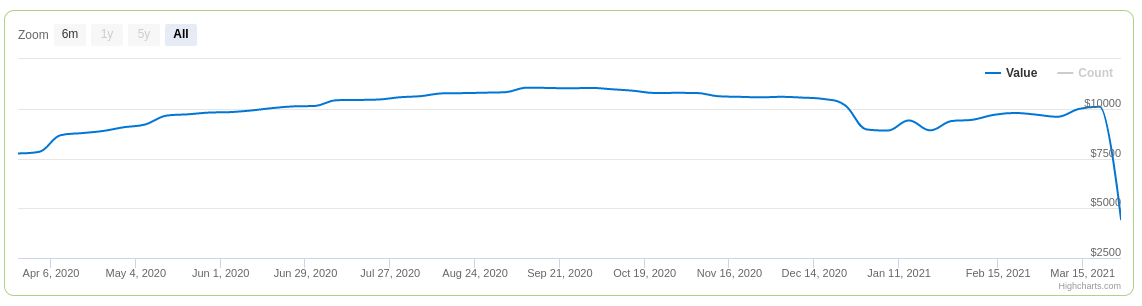 Zoom 6m 1y 5y All
Value Count
$10000
$7500
$5000
$2500
Apr 6, 2020 May 4, 2020 Jun 1, 2020 Jun 29, 2020 Jul 27, 2020 Aug 24, 2020 Sep 21, 2020 Oct 19, 2020 Nov 16, 2020 Dec 14, 2020 Jan 11, 2021 Feb 15, 2021 Mar 15, 2021
Highcharts.com